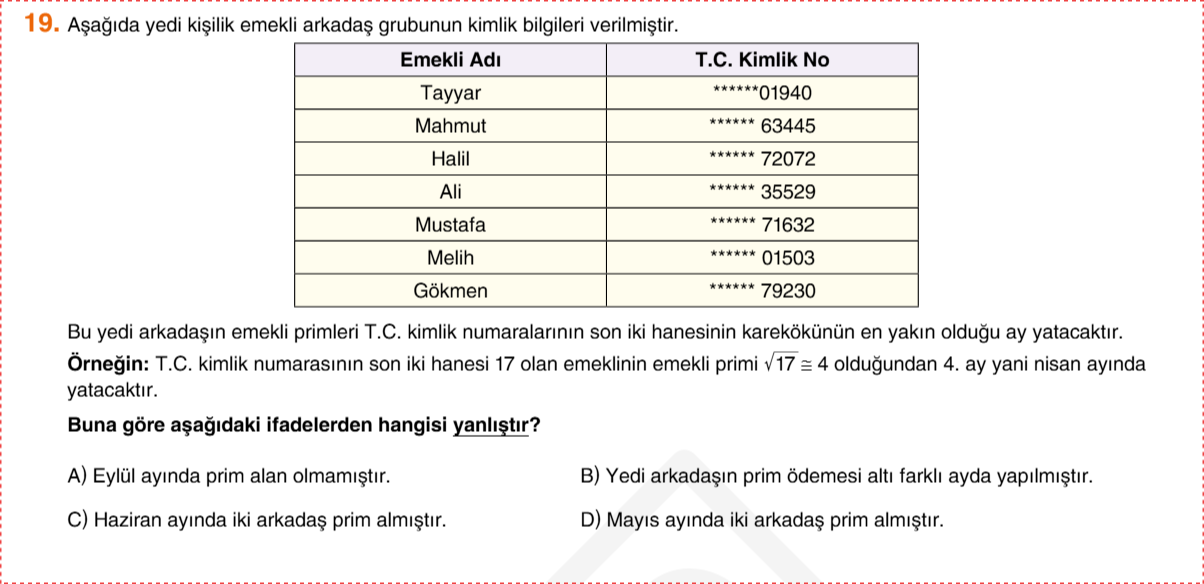 19. Aşağıda yedi kişilik emekli arkadaş grubunun kimlik bilgileri verilmiştir.
Emekli Adı T.C. Kimlik No
Tayyar ******01940
Mahmut ****** 63445
Halil ****** 72072
Ali ****** 35529
Mustafa ****** 71632
Melih ****** 01503
Gökmen ****** 79230
Bu yedi arkadaşın emekli primleri T.C. kimlik numaralarının son iki hanesinin karekökünün en yakın olduğu ay yatacaktır.
Örneğin: T.C. kimlik numarasının son iki hanesi 17 olan emeklinin emekli primi √17 ≅ 4 olduğundan 4. ay yani nisan ayında
yatacaktır.
Buna göre aşağıdaki ifadelerden hangisi yanlıştır?
A) Eylül ayında prim alan olmamıştır. B) Yedi arkadaşın prim ödemesi altı farklı ayda yapılmıştır.
C) Haziran ayında iki arkadaş prim almıştır. D) Mayıs ayında iki arkadaş prim almıştır.